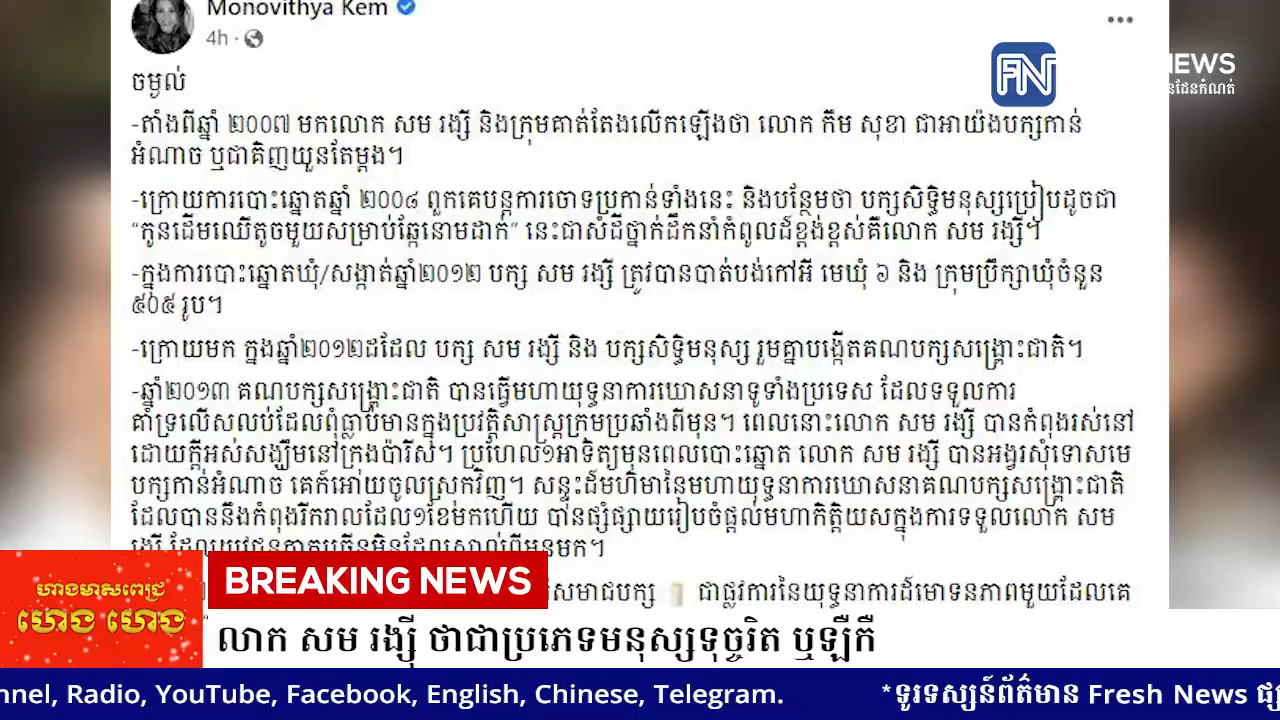 Monovithya Kem
4h
ចម្ងល់
-តាំងពីឆ្នាំ ២០០៧ មកលោក សម រង្ស៊ី និងក្រុមគាត់តែងលើកឡើងថា លោក កឹម សុខា ជាអាយ៉ងបក្សកាន់
អំណាច ឬជាគិញយួនតែម្តង។
-ក្រោយការបោះឆ្នោតឆ្នាំ ២០០៨ ពួកគេបន្តការចោទប្រកាន់ទាំងនេះ និងបន្ថែមថា បក្សសិទ្ធិមនុស្សប្រៀបដូចជា
“កូនដើមឈើតូចមួយសម្រាប់ឆ្កែនោមដាក់” នេះជាសំដីថ្នាក់ដឹកនាំកំពូលដ៍ខ្ពង់ខ្ពស់គឺលោក សម រង្ស៊ី។
-ក្នុងការបោះឆ្នោតឃុំ/សង្កាត់ឆ្នាំ២០១២ បក្ស សម រង្ស៊ី ត្រូវបានបាត់បង់កៅអី មេឃុំ ៦ និង ក្រុមប្រឹក្សាឃុំចំនួន
៥០៥ រូប។
-ក្រោយមក ក្នុងឆ្នាំ២០១២ដដែល បក្ស សម រង្ស៊ី និង បក្សសិទ្ធិមនុស្ស រួមគ្នាបង្កើតគណបក្សសង្គ្រោះជាតិ។
-ឆ្នាំ២០១៣ គណបក្សសង្គ្រោះជាតិ បានធ្វើមហាយុទ្ធនាការឃោសនាទូទាំងប្រទេស ដែលទទួលការ
គាំទ្រលើសលប់ដែលពុំធ្លាប់មានក្នុងប្រវត្តិសាស្ត្រក្រុមប្រឆាំងពីមុន។ ពេលនោះលោក សម រង្ស៊ី បានកំពុងរស់នៅ
ដោយក្តីអស់សង្ឃឹមនៅក្រុងប៉ារីស។ ប្រហែល១អាទិត្យមុនពេលបោះឆ្នោត លោក សម រង្ស៊ី បានអង្វរសុំទោសមេ
បក្សកាន់អំណាច គេក៍អោយចូលស្រុកវិញ។ សន្ទុះដ៍មហិមានៃមហាយុទ្ធនាការឃោសនាគណបក្សសង្គ្រោះជាតិ
ដែលបាននឹងកំពុងរីករាលដែល១ខែមកហើយ បានផ្សំផ្សាយរៀបចំផ្តល់មហាកិត្តិយសក្នុងការទទួលលោក សម
សមាជបក្ស ជាផ្លូវការនៃយុទ្ធនាការដ៍មោទនភាពមួយដែលគេ
FN
NEWS
BREAKING NEWS
ហាងមាសពេជ្រ
ហេង ហេង
លោក សម រង្ស៊ី ថាជាប្រភេទមនុស្សទុច្ចរិត ឬឡឺកឺ
nnel, Radio, YouTube, Facebook, English, Chinese, Telegram. *ទូរទស្សន៍ព័ត៌មាន Fresh News